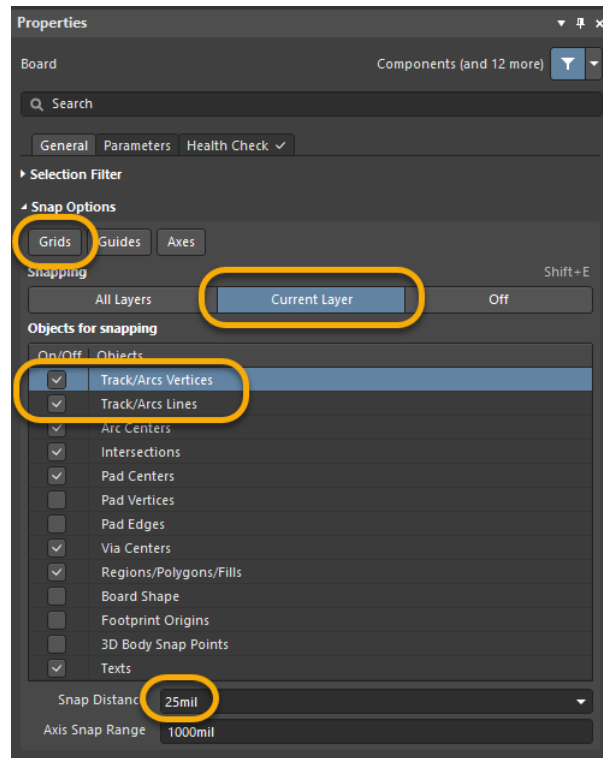 Properties
Board Components (and 12 more)
Search
General Parameters Health Check
Selection Filter
Snap Options
Grids Guides Axes
Snapping Shift+E
All Layers Current Layer Off
Objects for snapping
On/Off Objects
Track/Arcs Vertices
Track/Arcs Lines
Arc Centers
Intersections
Pad Centers
Pad Vertices
Pad Edges
Via Centers
Regions/Polygons/Fills
Board Shape
Footprint Origins
3D Body Snap Points
Texts
Snap Distance 25mil
Axis Snap Range 1000mil